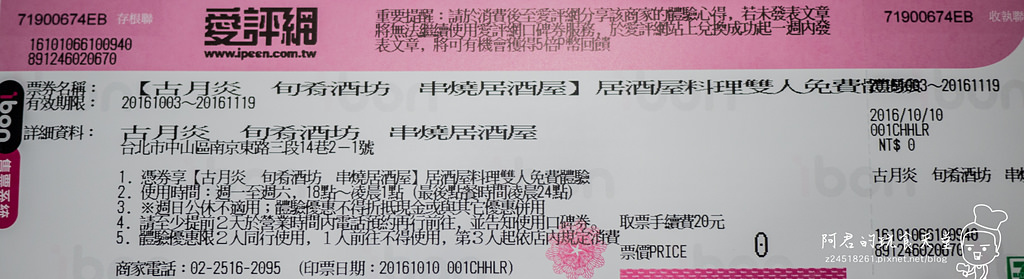 71900674EB 存根聯
16101066100940
891246020670
愛評網
www.ipeen.com.tw
重要提醒：請於消費後至愛評網分享該商家的體驗心得，若未發表文章
將無法繼續使用愛評網口碑券服務，於愛評網站上兌換成功起一週內發
表文章，將可有機會獲得5倍P幣回饋
71900674EB 收執聯
ibon
售票系統
票券名稱： 【古月炎 旬肴酒坊 串燒居酒屋】居酒屋料理雙人免費體驗
有效期限： 20161003～20161119
詳細資料： 古月炎 旬肴酒坊 串燒居酒屋
台北市中山區南京東路三段14巷2－1號
1. 憑券享【古月炎 旬肴酒坊 串燒居酒屋】居酒屋料理雙人免費體驗
2. 使用時間：週一至週六，18點～凌晨1點（最後點餐時間凌晨24點）
3. ※週日公休不適用；體驗優惠不得折抵現金或與其它優惠併用
4. 請至少提前2天於營業時間內電話預約再行前往，並告知使用口碑券。 取票手續費20元
5. 體驗優惠限2人同行使用，1人前往不得使用，第3人起依店內規定消費
票價PRICE 0
商家電話：02-2516-2095 （印票日期：20161010 001CHHLR）
20161003～20161119
2016/10/10
001CHHLR
NT$ 0
古月炎 旬肴酒坊 串
16101066100940
891246020670
z24518261.pixnet.net/blog